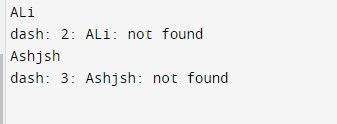 ALi
dash: 2: ALi: not found
Ashjsh
dash: 3: Ashjsh: not found